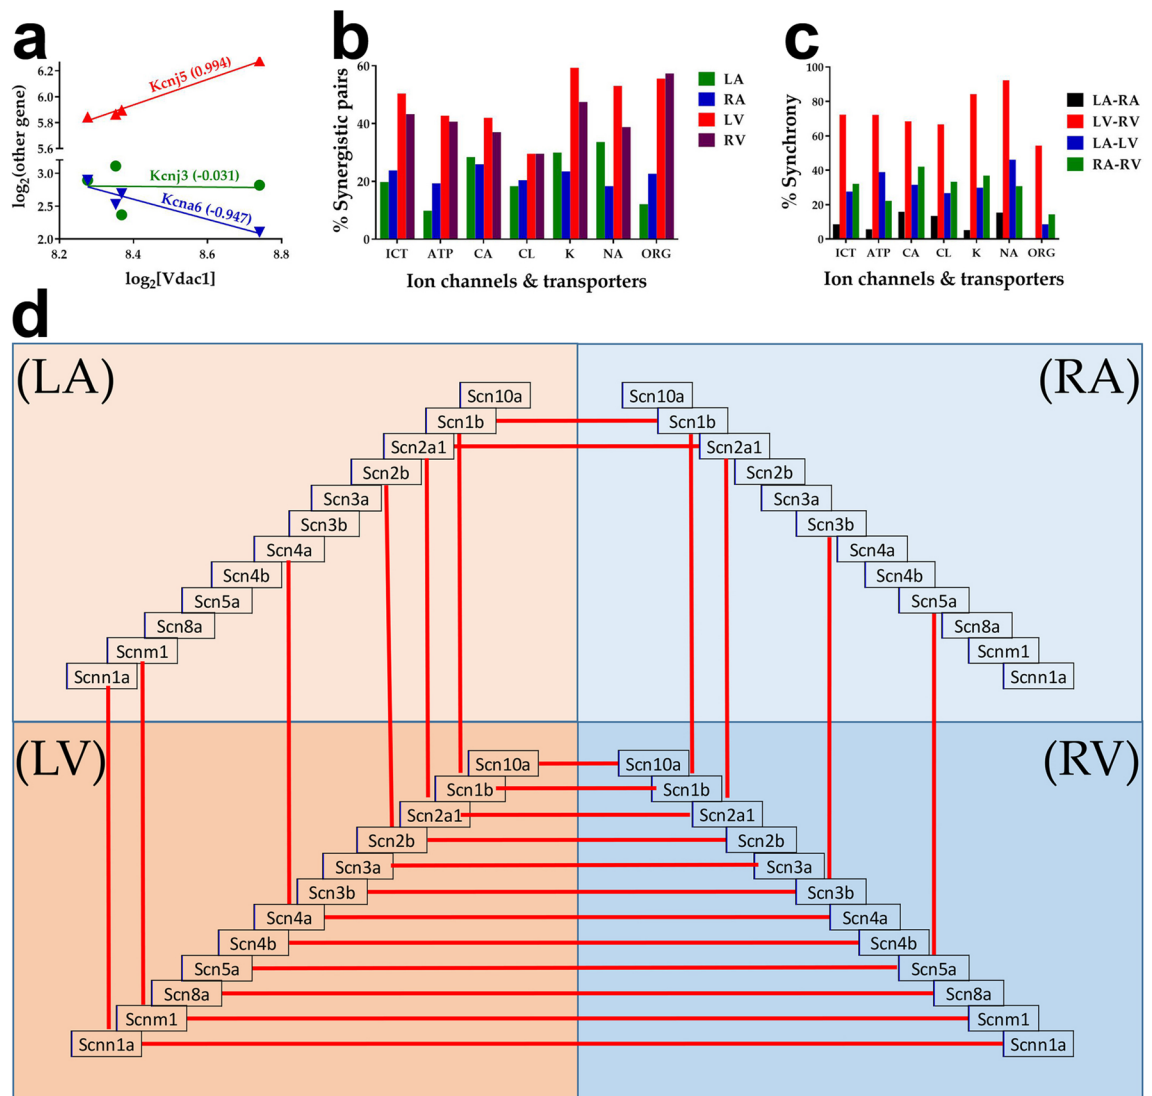 a
b
c
log2(other gene)
6.2
6.0
5.8
5.6
3.0
2.5
2.0
Kcnj5 (0.994)
Kcnj3 (-0.031)
Kcna6 (-0.947)
8.2 8.4 8.6 8.8
log2[Vdac1]
% Synergistic pairs
60
40
20
0
LA
RA
LV
RV
ICT ATP CA CL K NA ORG
Ion channels & transporters
% Synchrony
100
80
60
40
20
0
LA-RA
LV-RV
LA-LV
RA-RV
ICT ATP CA CL K NA ORG
Ion channels & transporters
d
(LA)
Scn10a
Scn1b
Scn2a1
Scn2b
Scn3a
Scn3b
Scn4a
Scn4b
Scn5a
Scn8a
Scnm1
Scnn1a
(RA)
Scn10a
Scn1b
Scn2a1
Scn2b
Scn3a
Scn3b
Scn4a
Scn4b
Scn5a
Scn8a
Scnm1
Scnn1a
(LV)
Scn10a
Scn1b
Scn2a1
Scn2b
Scn3a
Scn3b
Scn4a
Scn4b
Scn5a
Scn8a
Scnm1
Scnn1a
(RV)
Scn10a
Scn1b
Scn2a1
Scn2b
Scn3a
Scn3b
Scn4a
Scn4b
Scn5a
Scn8a
Scnm1
Scnn1a